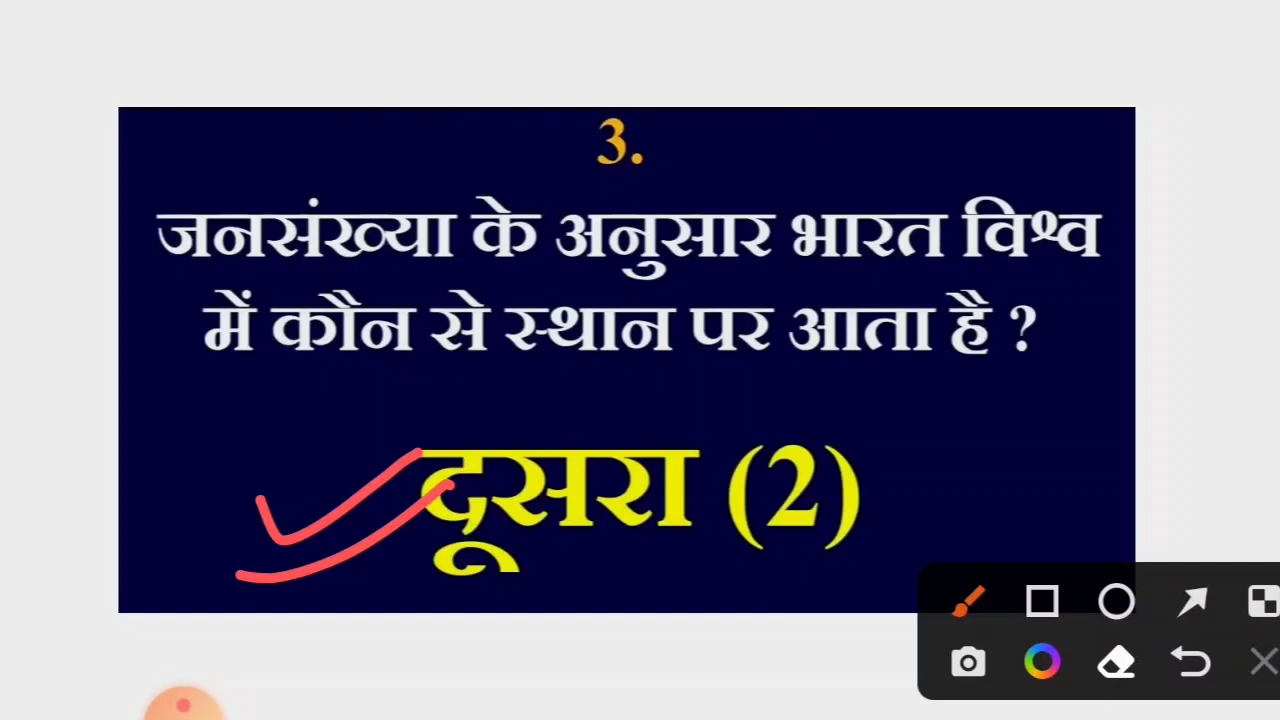 3.
जनसंख्या के अनुसार भारत विश्व
में कौन से स्थान पर आता है ?
दूसरा (2)